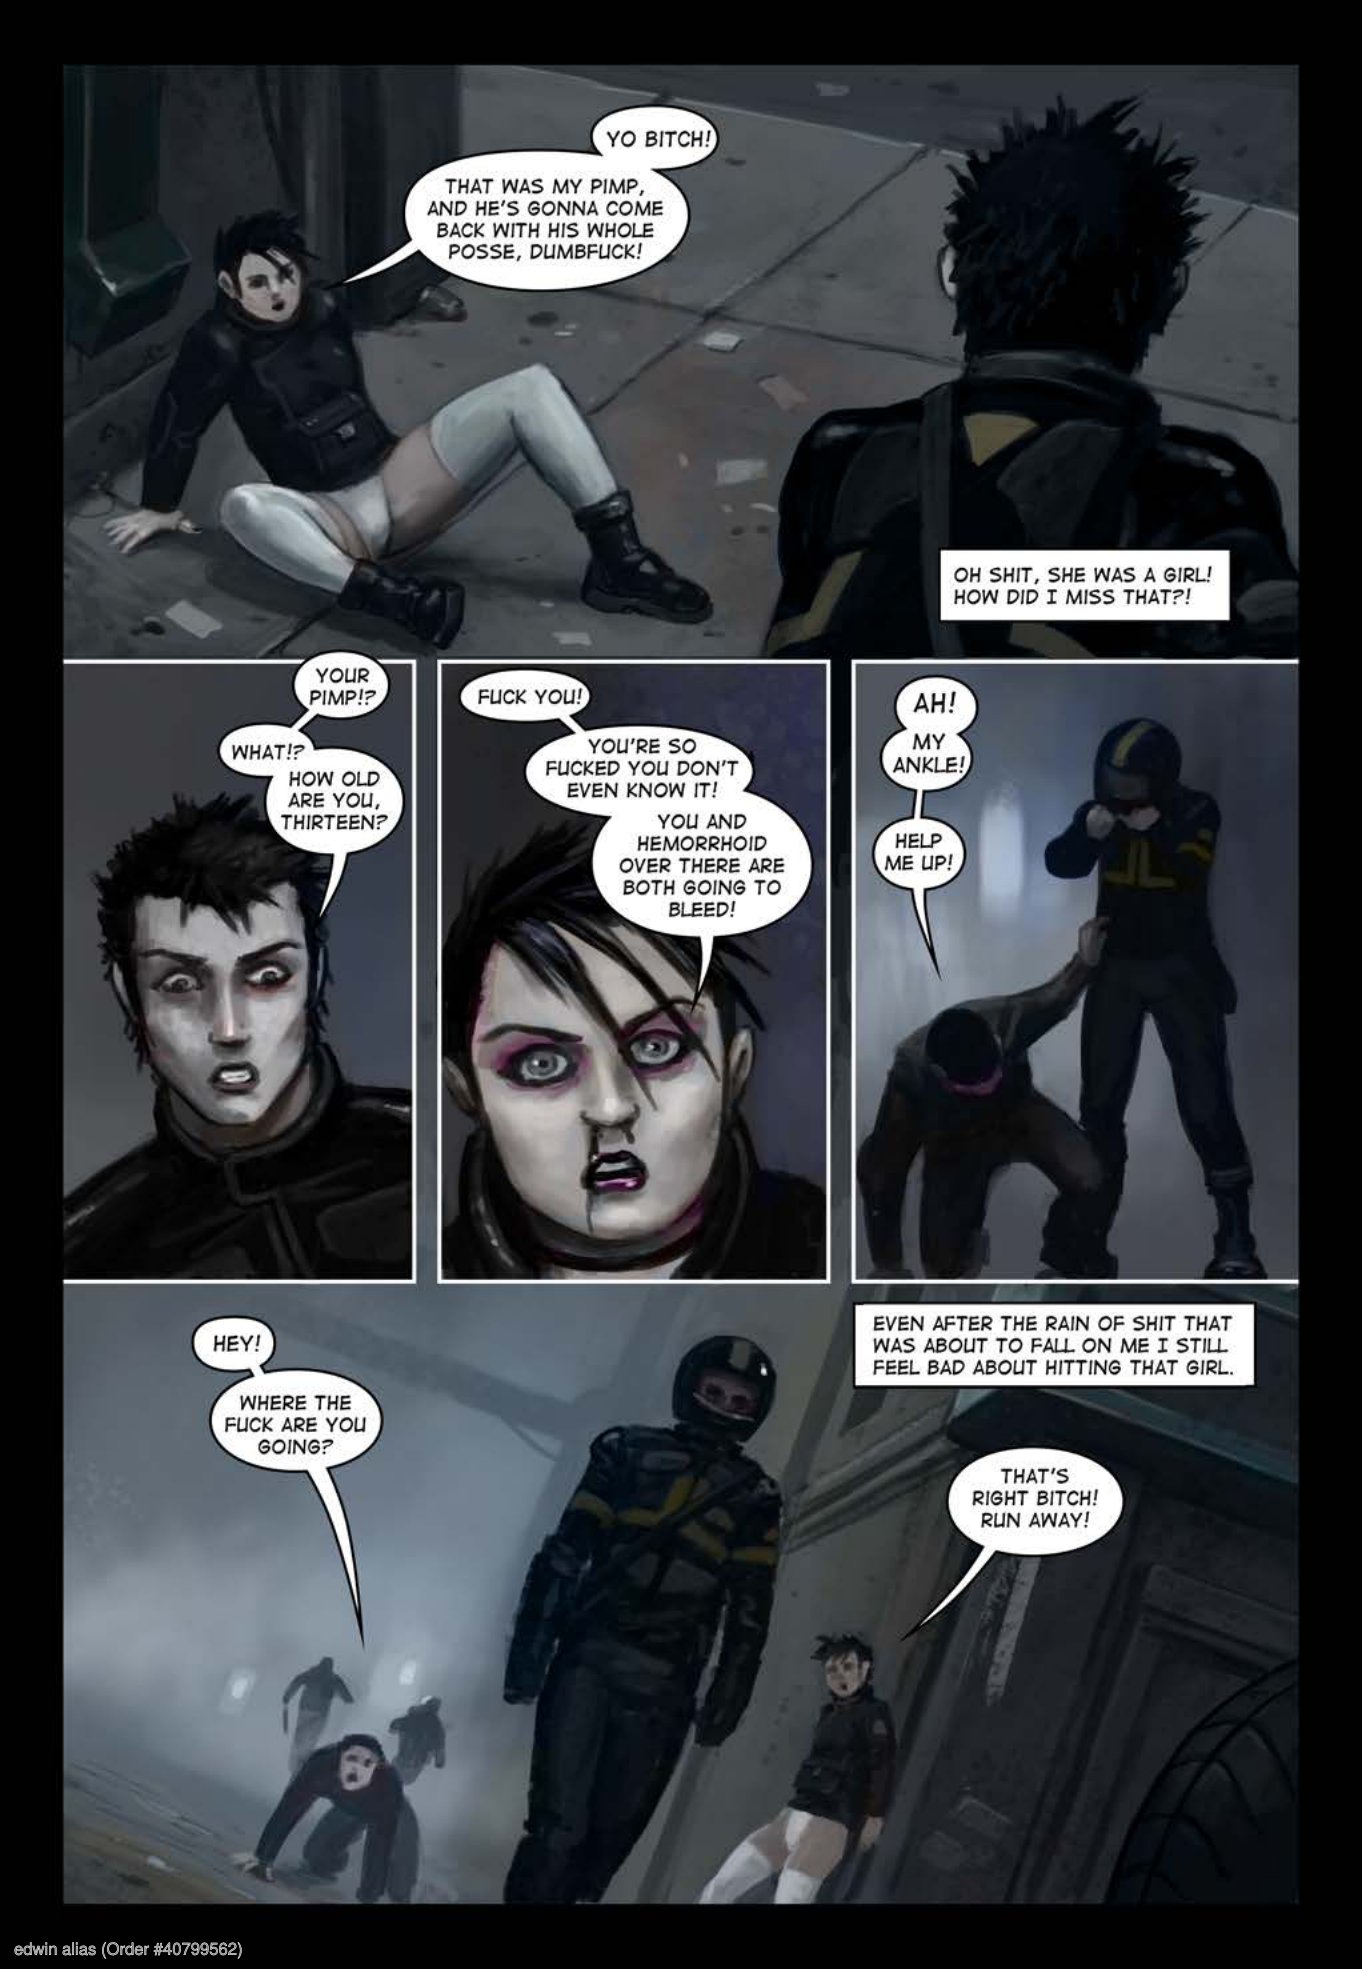 YO BITCH!
THAT WAS MY PIMP,
AND HE'S GONNA COME
BACK WITH HIS WHOLE
POSSE, DUMBFUCK!
OH SHIT, SHE WAS A GIRL!
HOW DID I MISS THAT?!
YOUR
PIMP!?
WHAT!?
HOW OLD
ARE YOU,
THIRTEEN?
FUCK YOU!
YOU'RE SO
FUCKED YOU DON'T
EVEN KNOW IT!
YOU AND
HEMORRHOID
OVER THERE ARE
BOTH GOING TO
BLEED!
AH!
MY
ANKLE!
HELP
ME UP!
HEY!
WHERE THE
FUCK ARE YOU
GOING?
EVEN AFTER THE RAIN OF SHIT THAT
WAS ABOUT TO FALL ON ME I STILL
FEEL BAD ABOUT HITTING THAT GIRL.
THAT'S
RIGHT BITCH!
RUN AWAY!
edwin alias (Order #40799562)